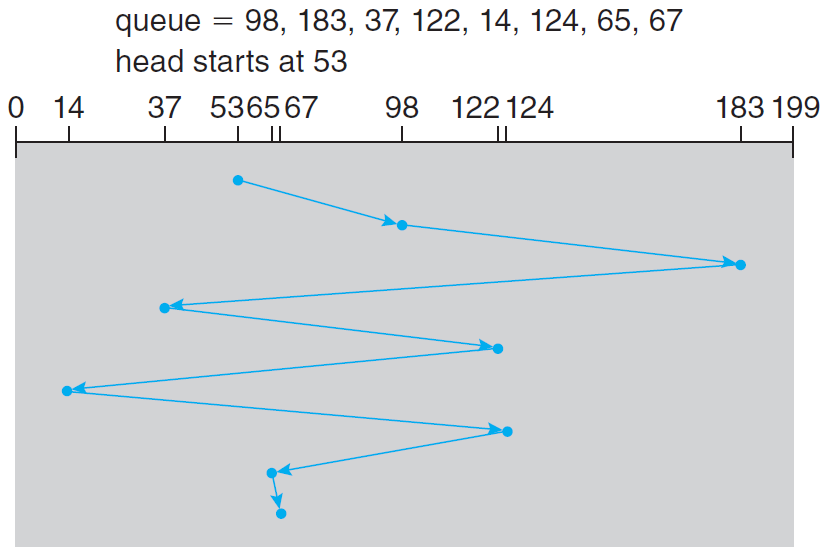 queue = 98, 183, 37, 122, 14, 124, 65, 67
head starts at 53
0 14 37 53 65 67 98 122 124 183 199